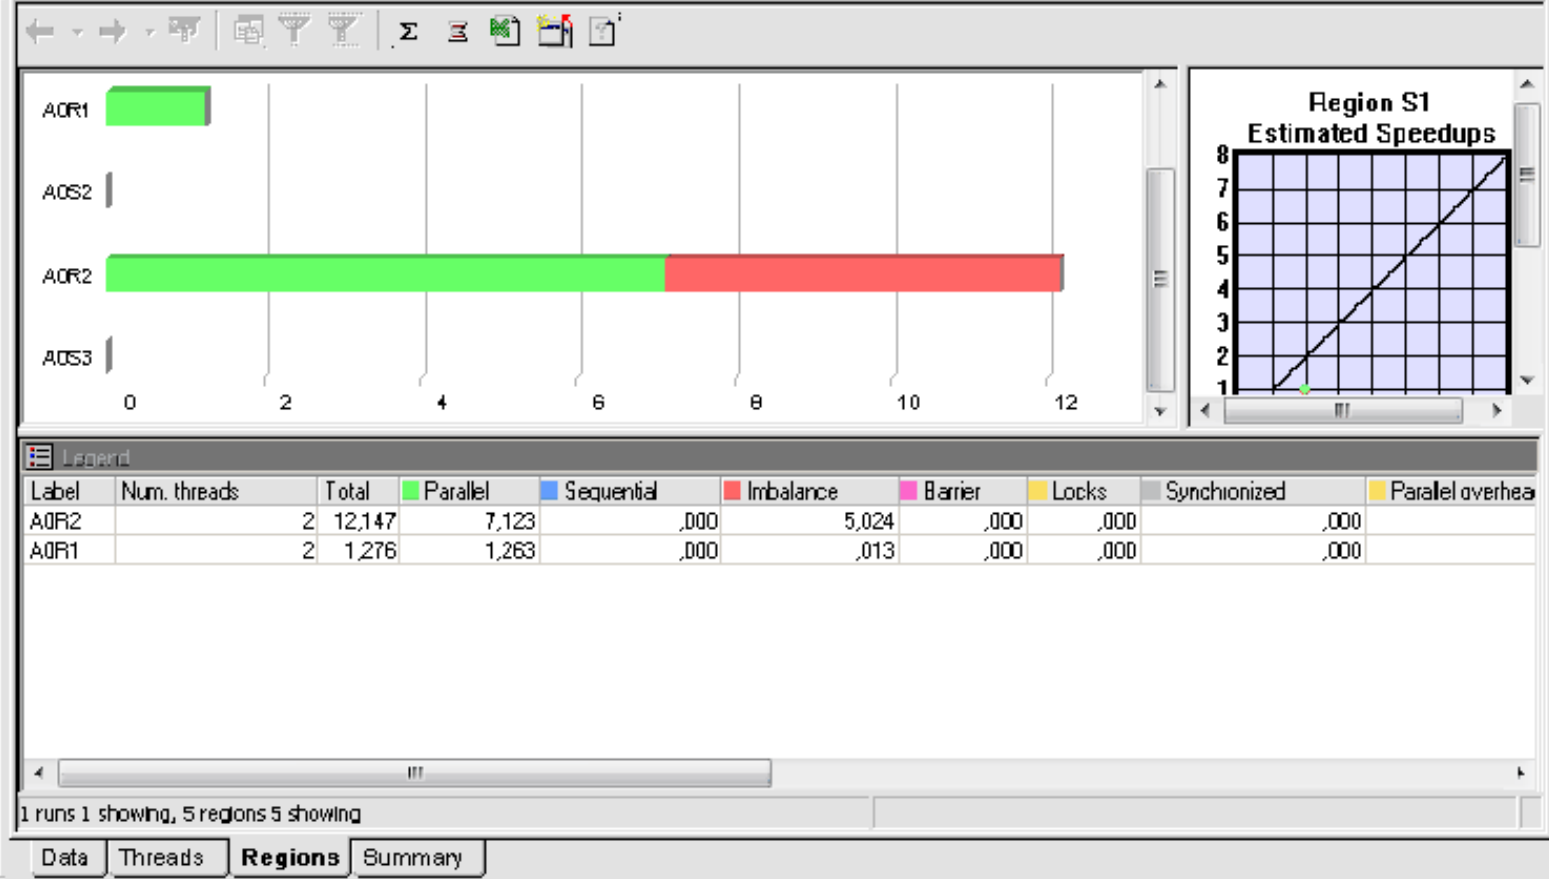 A0R1
A0S2
A0R2
A0S3
0 2 4 6 8 10 12
Region S1
Estimated Speedups
8
7
6
5
4
3
2
1
Legend
Label Num. threads Total Parallel Sequential Imbalance Barrier Locks Synchronized Parallel overhea
A0R2 2 12,147 7,123 ,000 5,024 ,000 ,000 ,000
A0R1 2 1,276 1,263 ,000 ,013 ,000 ,000 ,000
1 runs 1 showing, 5 regions 5 showing
Data Threads Regions Summary